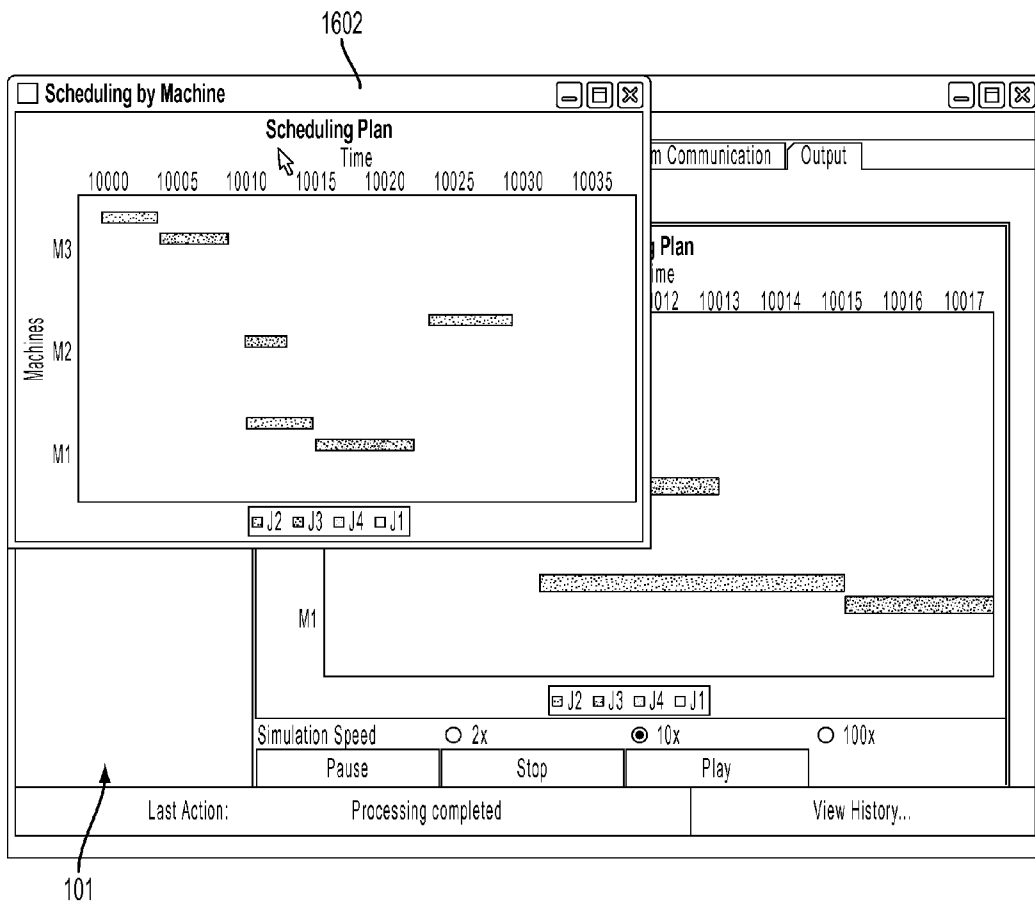 1602
Scheduling by Machine
Scheduling Plan
Time
10000 10005 10010 10015 10020 10025 10030 10035
M3
Machines
M2
M1
J2 J3 J4 J1
m Communication
Output
g Plan
ime
012 10013 10014 10015 10016 10017
M1
J2 J3 J4 J1
Simulation Speed 2x 10x 100x
Pause Stop Play
Last Action: Processing completed View History...
101